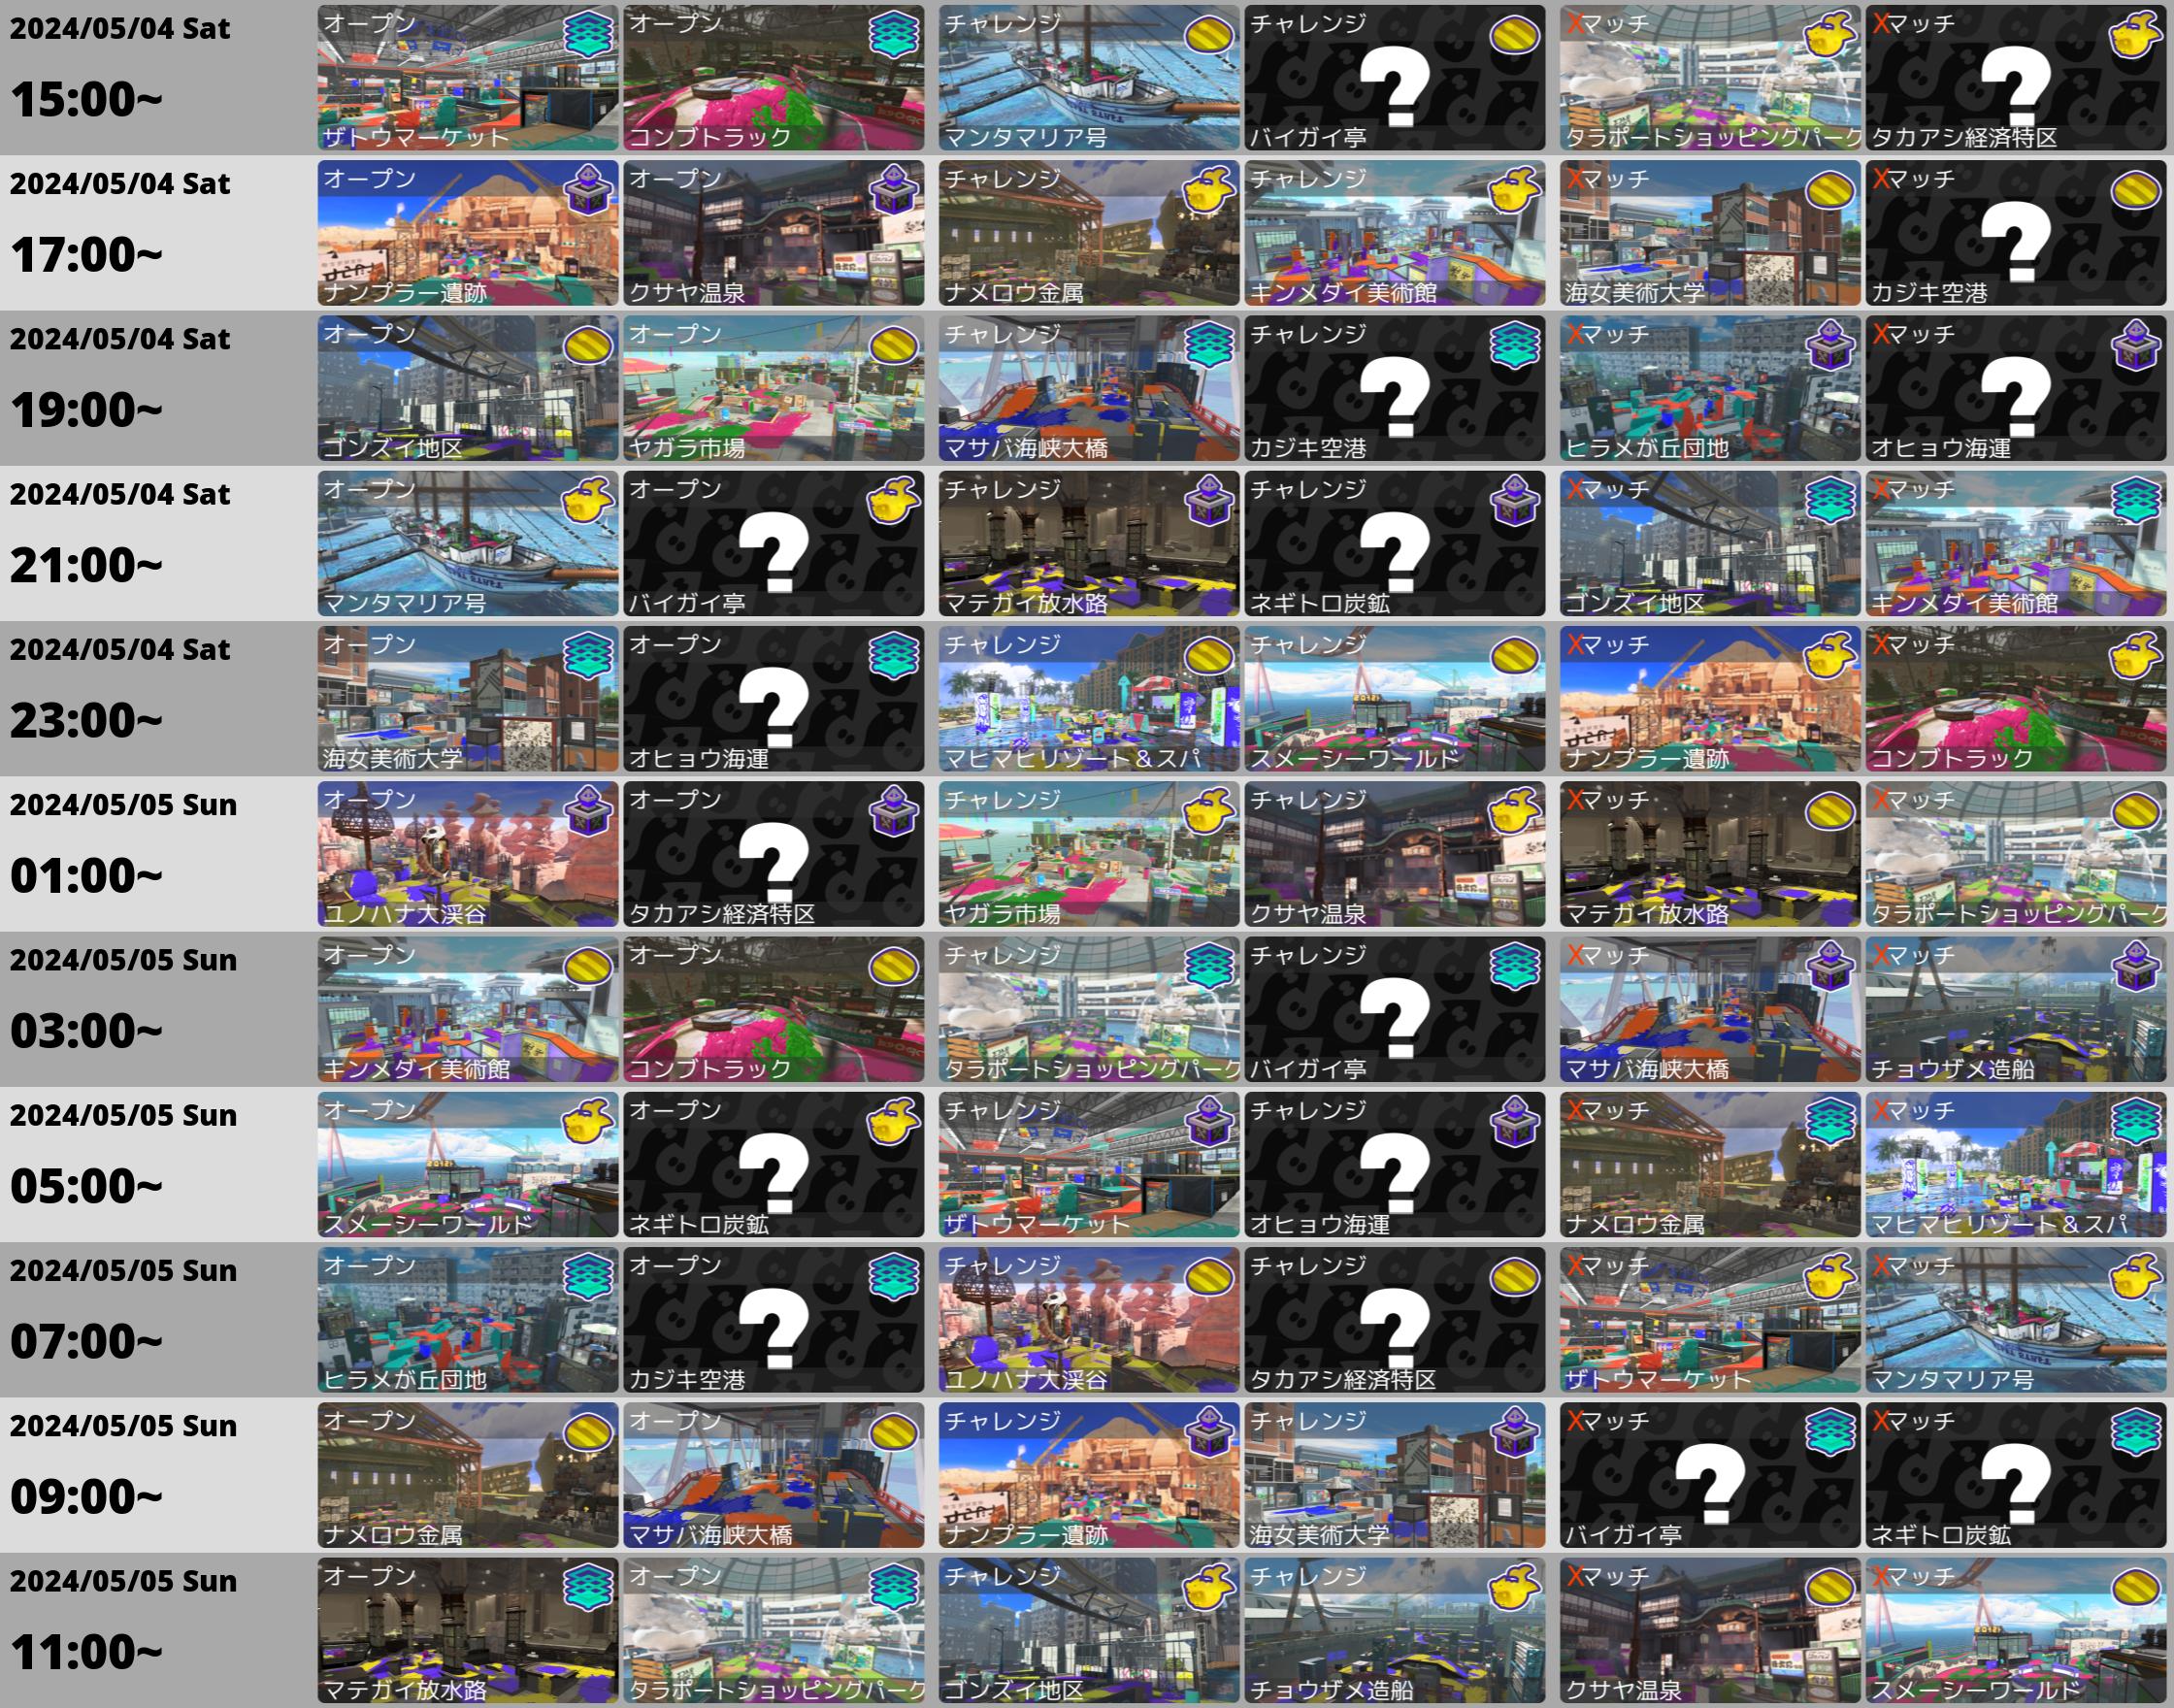 2024/05/04 Sat
15:00~
オープン
ザトウマーケット
オープン
コンブトラック
チャレンジ
マンタマリア号
チャレンジ
?
バイガイ亭
Xマッチ
タラポートショッピングパーク
Xマッチ
?
タカアシ経済特区
2024/05/04 Sat
17:00~
オープン
ナンプラー遺跡
オープン
クサヤ温泉
チャレンジ
ナメロウ金属
チャレンジ
キンメダイ美術館
Xマッチ
海女美術大学
Xマッチ
?
カジキ空港
2024/05/04 Sat
19:00~
オープン
ゴンズイ地区
オープン
ヤガラ市場
チャレンジ
マサバ海峡大橋
チャレンジ
?
カジキ空港
Xマッチ
ヒラメが丘団地
Xマッチ
?
オヒョウ海運
2024/05/04 Sat
21:00~
オープン
マンタマリア号
オープン
?
バイガイ亭
チャレンジ
マテガイ放水路
チャレンジ
?
ネギトロ炭鉱
Xマッチ
ゴンズイ地区
Xマッチ
キンメダイ美術館
2024/05/04 Sat
23:00~
オープン
海女美術大学
オープン
?
オヒョウ海運
チャレンジ
マヒマヒリゾート＆スパ
チャレンジ
スメーシーワールド
Xマッチ
ナンプラー遺跡
Xマッチ
コンブトラック
2024/05/05 Sun
01:00~
オープン
ユノハナ大渓谷
オープン
?
タカアシ経済特区
チャレンジ
ヤガラ市場
チャレンジ
クサヤ温泉
Xマッチ
マテガイ放水路
Xマッチ
タラポートショッピングパーク
2024/05/05 Sun
03:00~
オープン
キンメダイ美術館
オープン
コンブトラック
チャレンジ
タラポートショッピングパーク
チャレンジ
?
バイガイ亭
Xマッチ
マサバ海峡大橋
Xマッチ
チョウザメ造船
2024/05/05 Sun
05:00~
オープン
スメーシーワールド
オープン
?
ネギトロ炭鉱
チャレンジ
ザトウマーケット
チャレンジ
?
オヒョウ海運
Xマッチ
ナメロウ金属
Xマッチ
マヒマヒリゾート＆スパ
2024/05/05 Sun
07:00~
オープン
ヒラメが丘団地
オープン
?
カジキ空港
チャレンジ
ユノハナ大渓谷
チャレンジ
?
タカアシ経済特区
Xマッチ
ザトウマーケット
Xマッチ
マンタマリア号
2024/05/05 Sun
09:00~
オープン
ナメロウ金属
オープン
マサバ海峡大橋
チャレンジ
ナンプラー遺跡
チャレンジ
海女美術大学
Xマッチ
?
バイガイ亭
Xマッチ
?
ネギトロ炭鉱
2024/05/05 Sun
11:00~
オープン
マテガイ放水路
オープン
タラポートショッピングパーク
チャレンジ
ゴンズイ地区
チャレンジ
チョウザメ造船
Xマッチ
クサヤ温泉
Xマッチ
スメーシーワールド